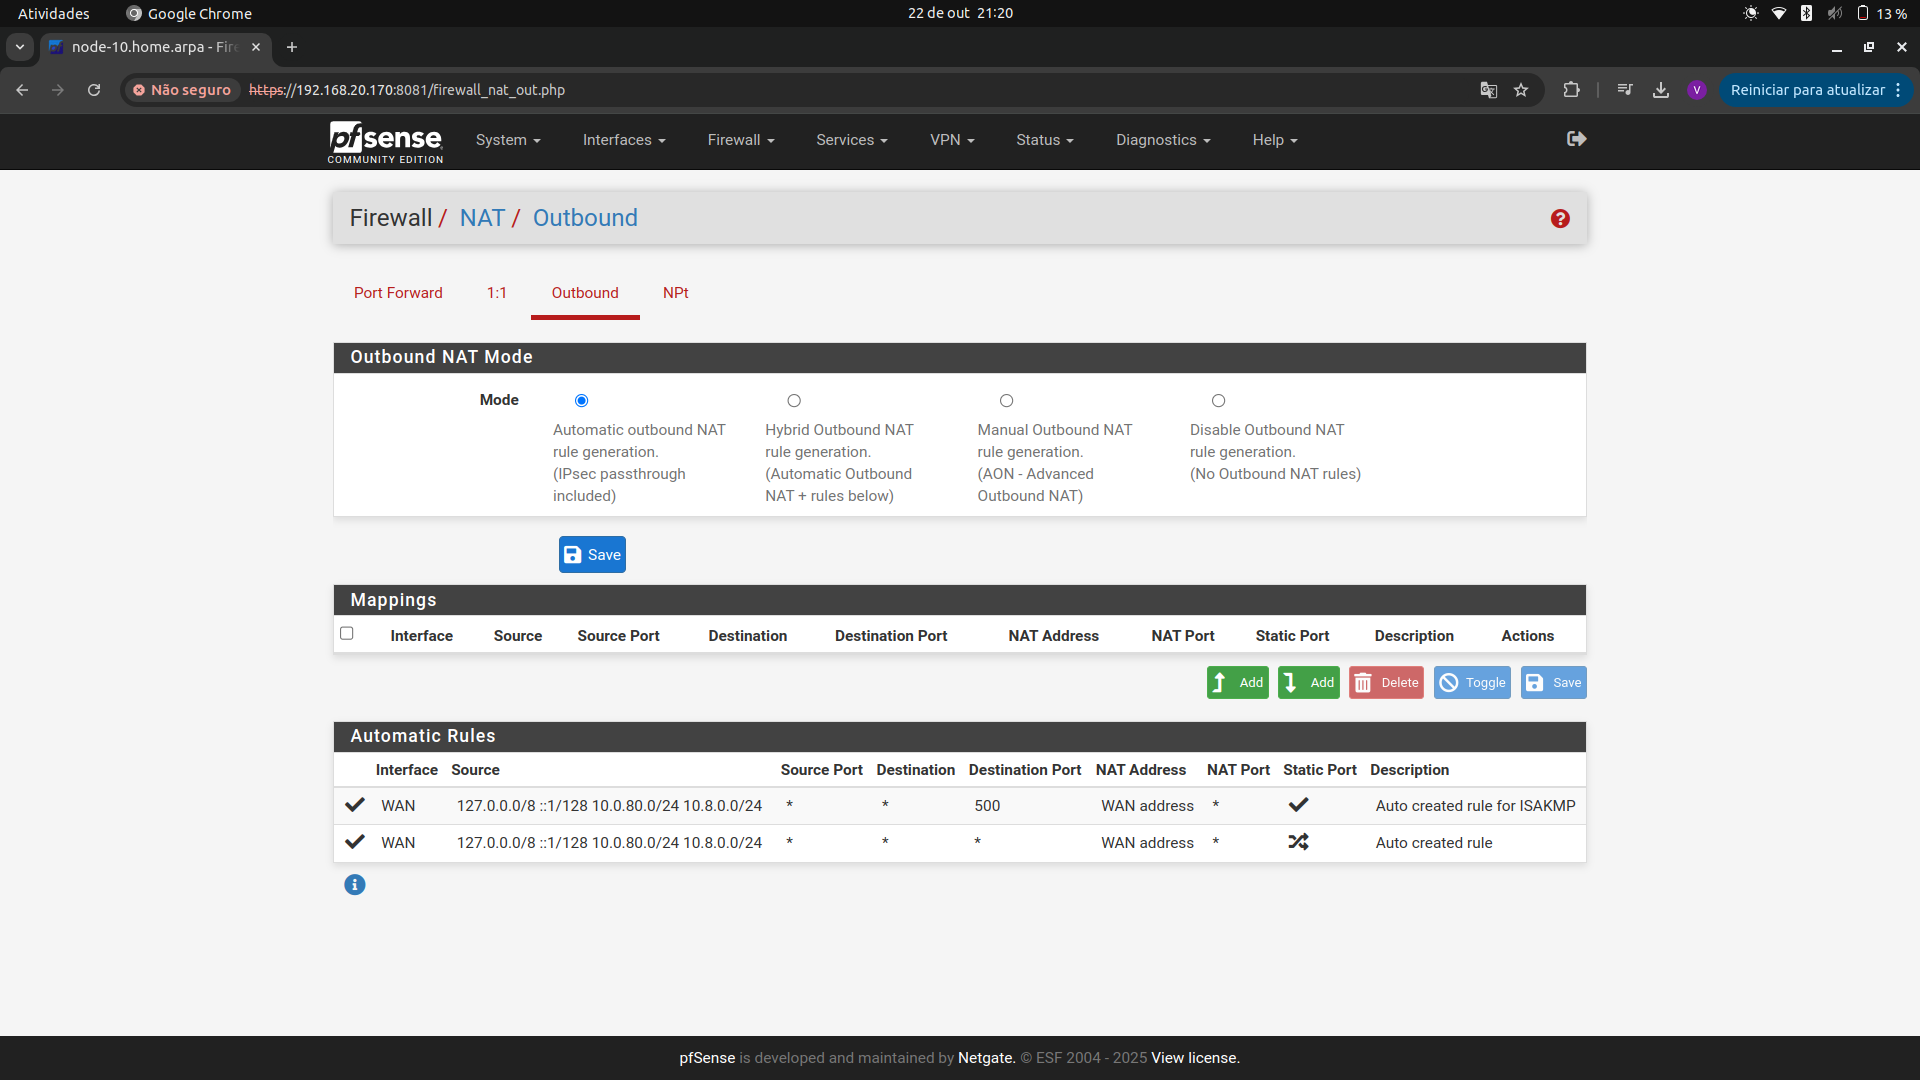 Atividades
Google Chrome
22 de out 21:20
13 %
node-10.home.arpa - Fire
Não seguro
https://192.168.20.170:8081/firewall_nat_out.php
V
Reiniciar para atualizar
pfsense
COMMUNITY EDITION
System
Interfaces
Firewall
Services
VPN
Status
Diagnostics
Help
Firewall / NAT / Outbound
Port Forward
1:1
Outbound
NPt
Outbound NAT Mode
Mode
Automatic outbound NAT
rule generation.
(IPsec passthrough
included)
Hybrid Outbound NAT
rule generation.
(Automatic Outbound
NAT + rules below)
Manual Outbound NAT
rule generation.
(AON - Advanced
Outbound NAT)
Disable Outbound NAT
rule generation.
(No Outbound NAT rules)
Save
Mappings
Interface Source Source Port Destination Destination Port NAT Address NAT Port Static Port Description Actions
Add
Add
Delete
Toggle
Save
Automatic Rules
Interface Source Source Port Destination Destination Port NAT Address NAT Port Static Port Description
WAN 127.0.0.0/8 ::1/128 10.0.80.0/24 10.8.0.0/24 * * 500 WAN address * Auto created rule for ISAKMP
WAN 127.0.0.0/8 ::1/128 10.0.80.0/24 10.8.0.0/24 * * * WAN address * Auto created rule
pfSense is developed and maintained by Netgate. © ESF 2004 - 2025 View license.